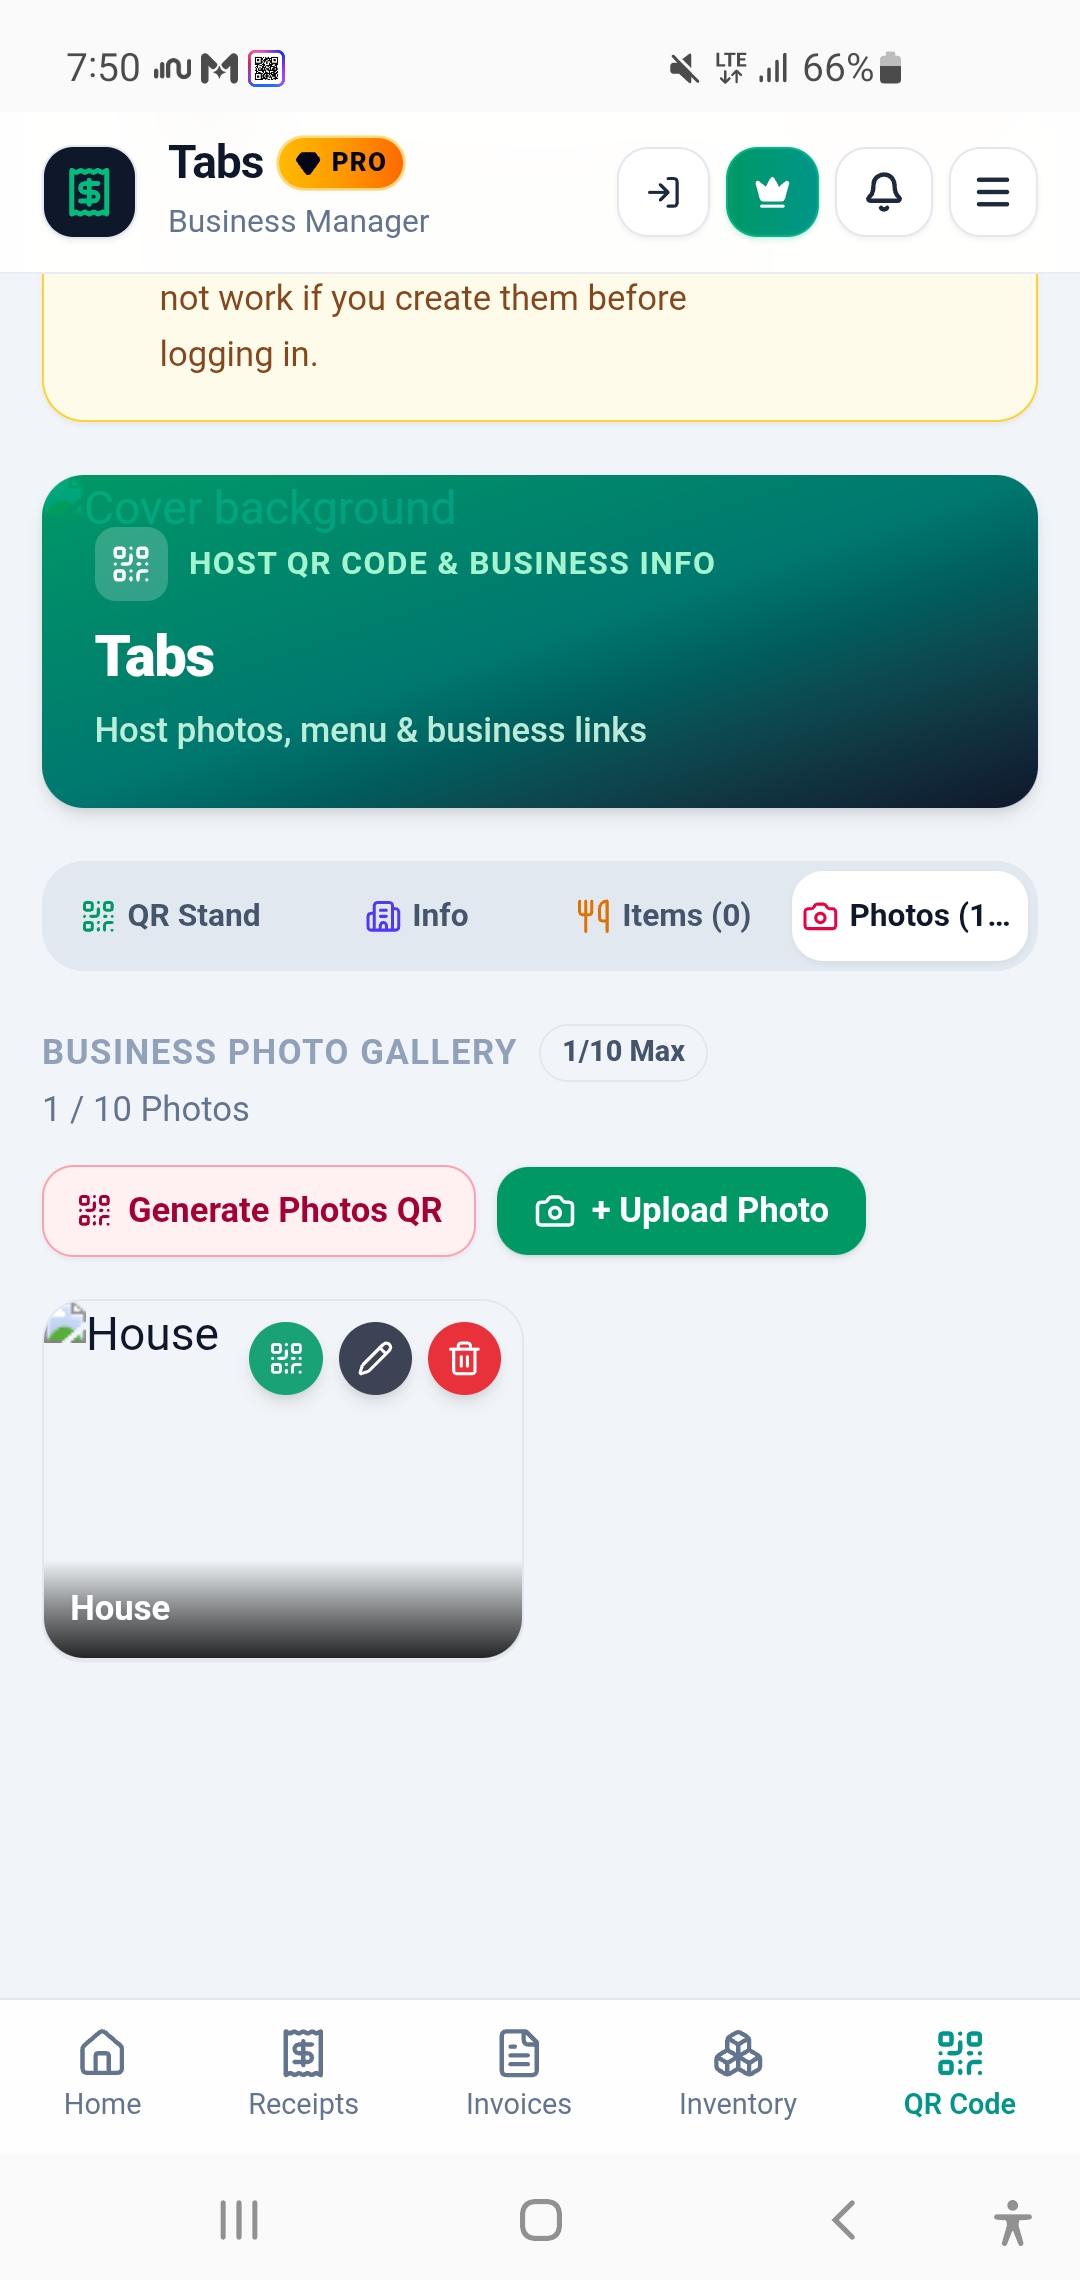 7:50
LTE
66%
Tabs
PRO
Business Manager
not work if you create them before
logging in.
Cover background
HOST QR CODE & BUSINESS INFO
Tabs
Host photos, menu & business links
QR Stand
Info
Items (0)
Photos (1...
BUSINESS PHOTO GALLERY
1/10 Max
1 / 10 Photos
Generate Photos QR
+ Upload Photo
House
House
Home
Receipts
Invoices
Inventory
QR Code